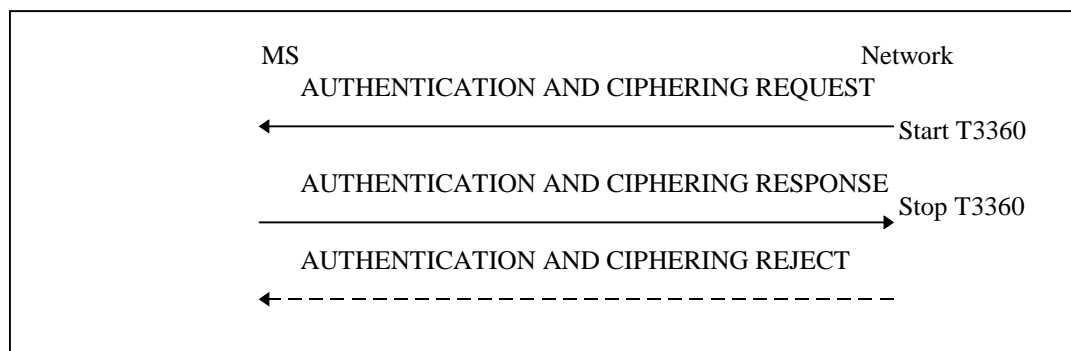 MS Network
AUTHENTICATION AND CIPHERING REQUEST
Start T3360
AUTHENTICATION AND CIPHERING RESPONSE
Stop T3360
AUTHENTICATION AND CIPHERING REJECT